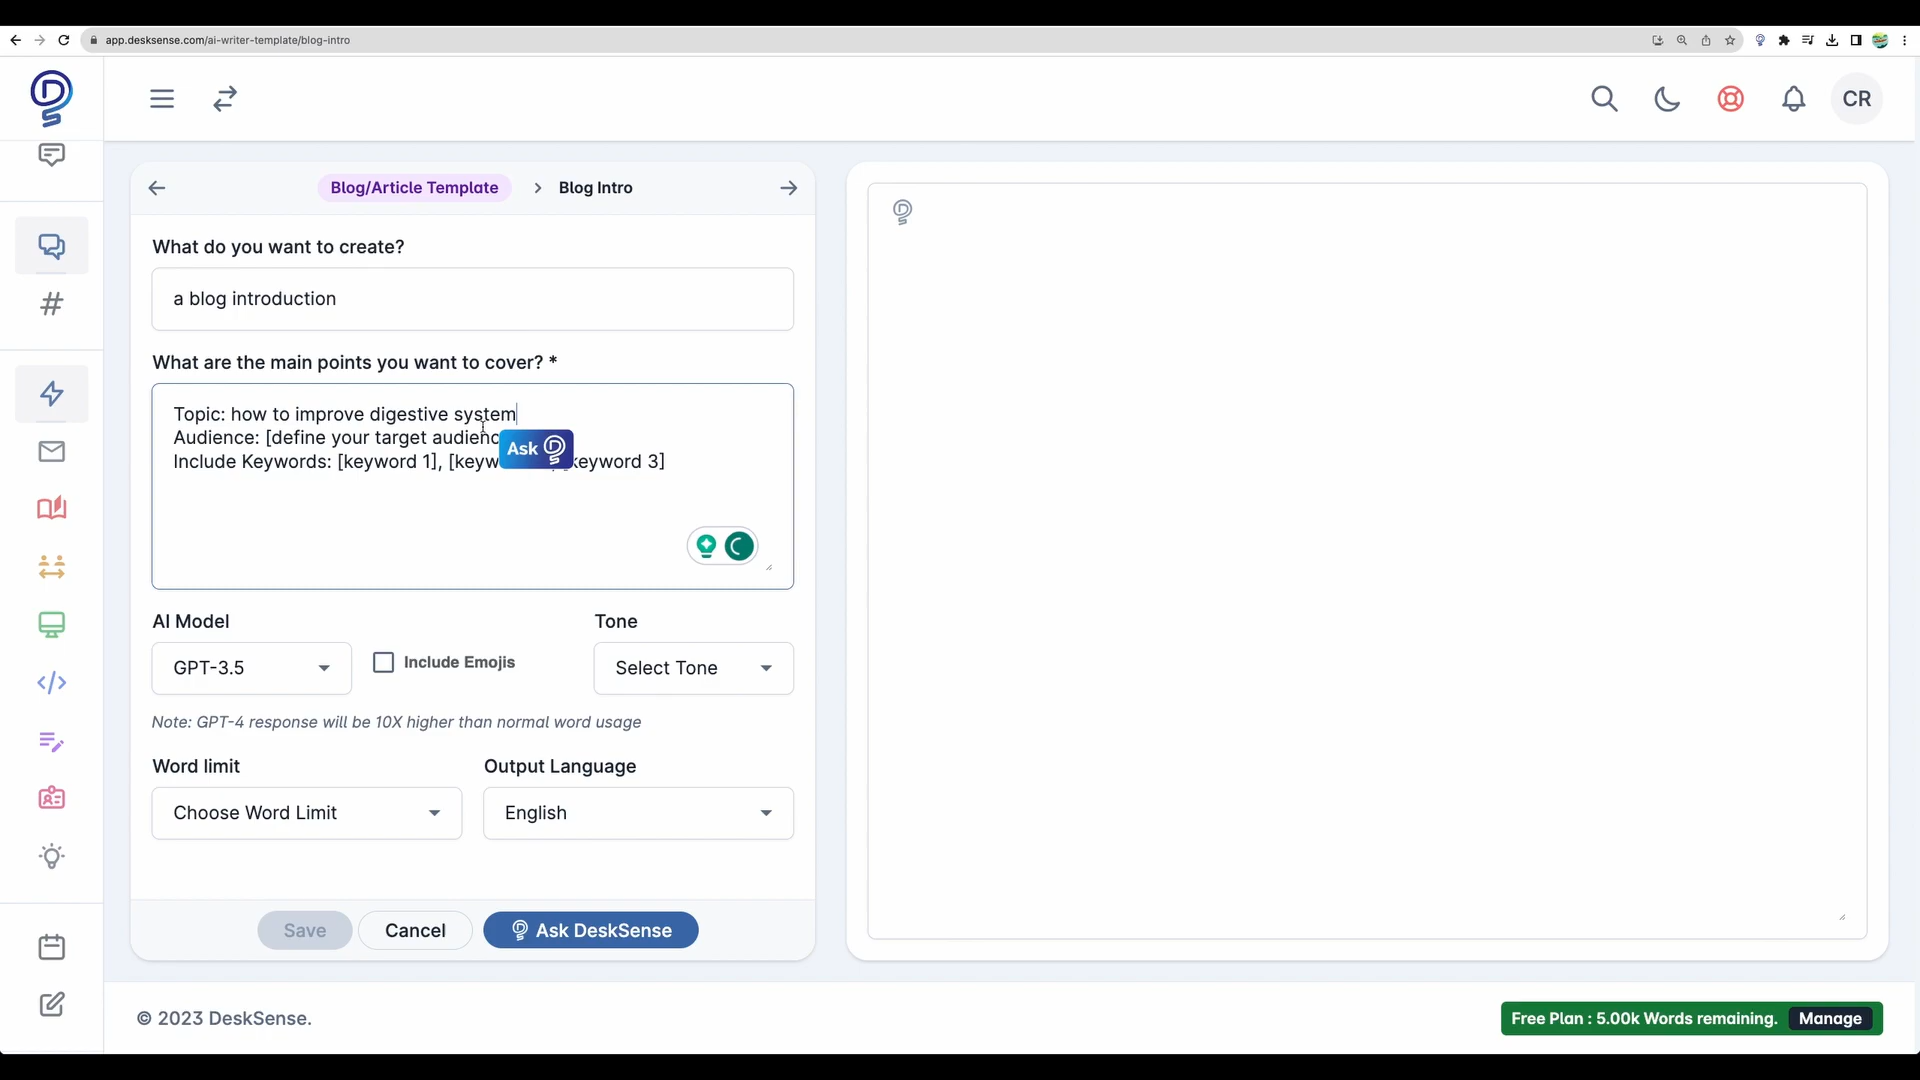 app.desksense.com/ai-writer-template/blog-intro
CR
Blog/Article Template > Blog Intro
What do you want to create?
a blog introduction
What are the main points you want to cover? *
Topic: how to improve digestive system
Audience: [define your target audienc
Ask
Include Keywords: [keyword 1], [keyw keyword 3]
AI Model
Tone
GPT-3.5
Include Emojis
Select Tone
Note: GPT-4 response will be 10X higher than normal word usage
Word limit
Output Language
Choose Word Limit
English
Save
Cancel
Ask DeskSense
© 2023 DeskSense.
Free Plan : 5.00k Words remaining.
Manage